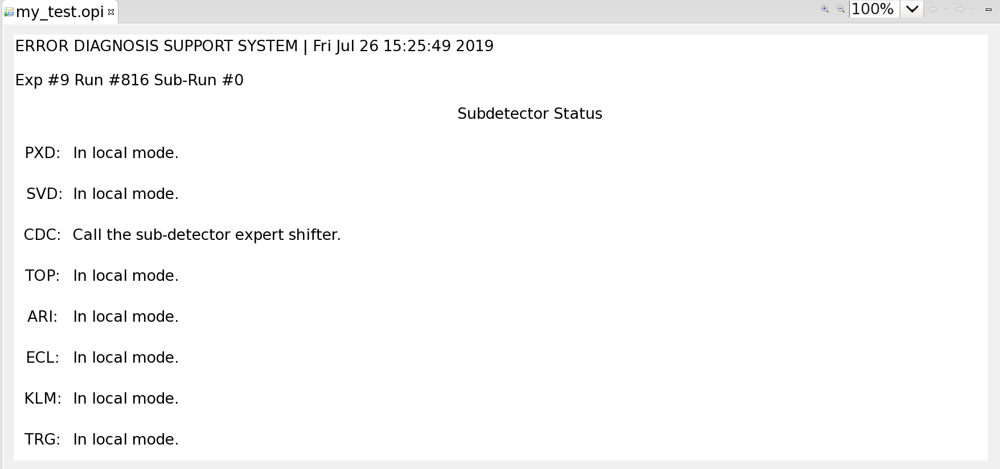 my_test.opi
100%
ERROR DIAGNOSIS SUPPORT SYSTEM | Fri Jul 26 15:25:49 2019
Exp #9 Run #816 Sub-Run #0
Subdetector Status
PXD: In local mode.
SVD: In local mode.
CDC: Call the sub-detector expert shifter.
TOP: In local mode.
ARI: In local mode.
ECL: In local mode.
KLM: In local mode.
TRG: In local mode.